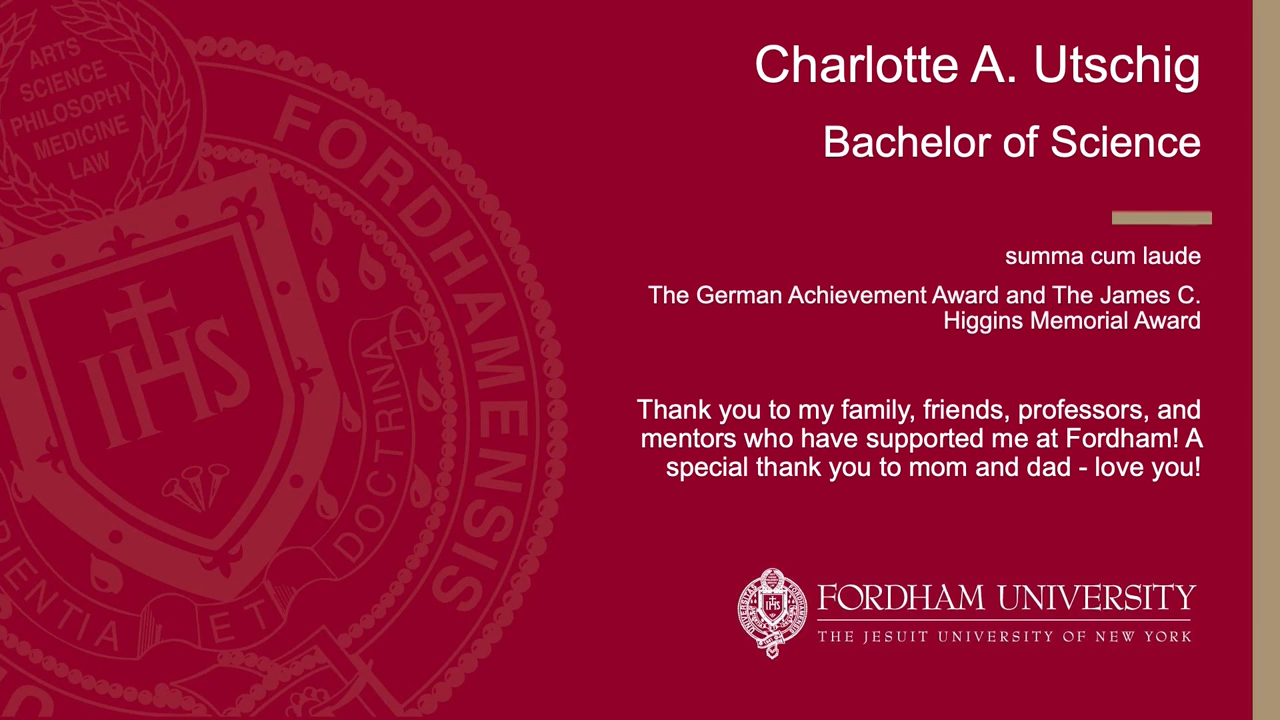 ARTS
SCIENCE
PHILOSOPHY
MEDICINE
LAW
FORDHAMENSIS
IHS
DOCTRINA
ET
Charlotte A. Utschig
Bachelor of Science
summa cum laude
The German Achievement Award and The James C.
Higgins Memorial Award
Thank you to my family, friends, professors, and
mentors who have supported me at Fordham! A
special thank you to mom and dad - love you!
IHS
FORDHAM UNIVERSITY
THE JESUIT UNIVERSITY OF NEW YORK